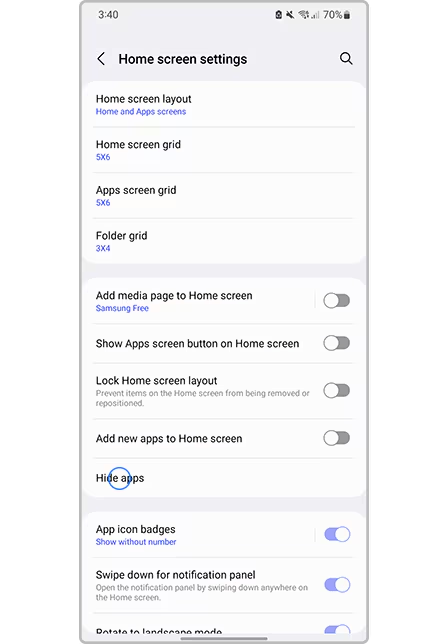 3:40
70%
Home screen settings
Home screen layout
Home and Apps screens
Home screen grid
5X6
Apps screen grid
5X6
Folder grid
3X4
Add media page to Home screen
Samsung Free
Show Apps screen button on Home screen
Lock Home screen layout
Prevent items on the Home screen from being removed or
repositioned.
Add new apps to Home screen
Hide apps
App icon badges
Show without number
Swipe down for notification panel
Open the notification panel by swiping down anywhere on
the Home screen.
Rotate to landscape mode